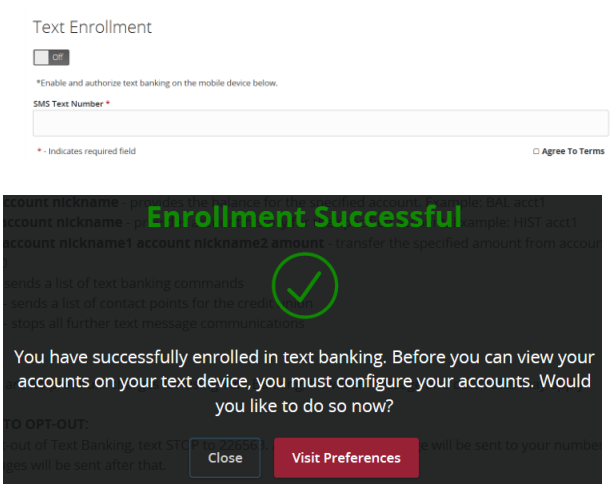 Text Enrollment
Off
*Enable and authorize text banking on the mobile device below.
SMS Text Number *
* - Indicates required field
Agree To Terms
ccount nickname - provides the balance for the specified account. Example: BAL acct1
Enrollment Successful
account nickname - p xample: HIST acct1
account nickname1 account nickname2 amount - transfer the specified amount from accoun
sends a list of text banking commands
- sends a list of contact points for the credit union
- stops all further text message communications
You have successfully enrolled in text banking. Before you can view your
accounts on your text device, you must configure your accounts. Would
you like to do so now?
TO OPT-OUT:
-out of Text Banking, text STOP to 226563, e will be sent to your number
ges will be sent after that.
Close
Visit Preferences